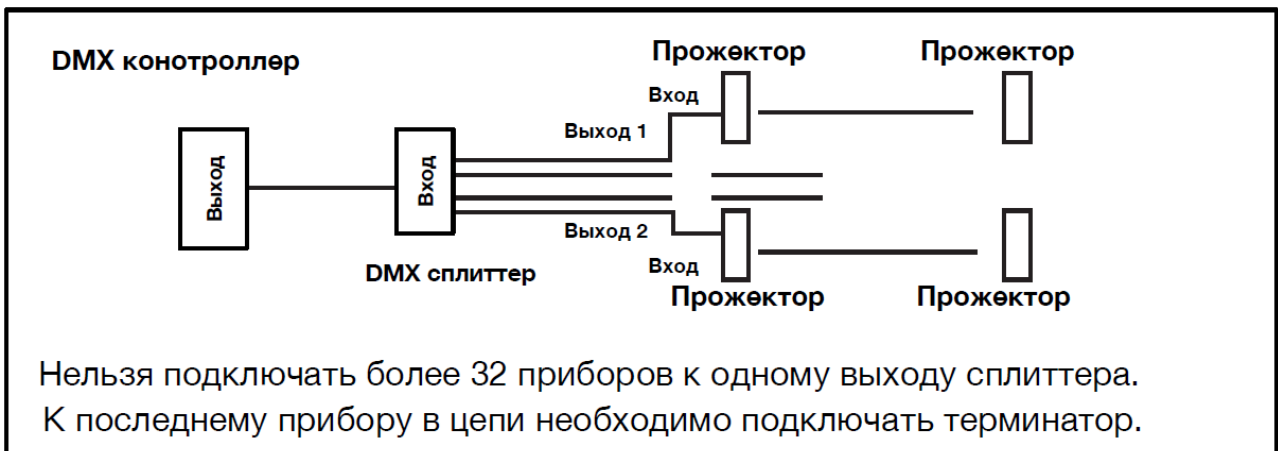 DMX конотроллер
Прожектор
Прожектор
Вход
Выход 1
Выход
Вход
Выход 2
Вход
DMX сплиттер
Прожектор
Прожектор
Нельзя подключать более 32 приборов к одному выходу сплиттера.
К последнему прибору в цепи необходимо подключать терминатор.